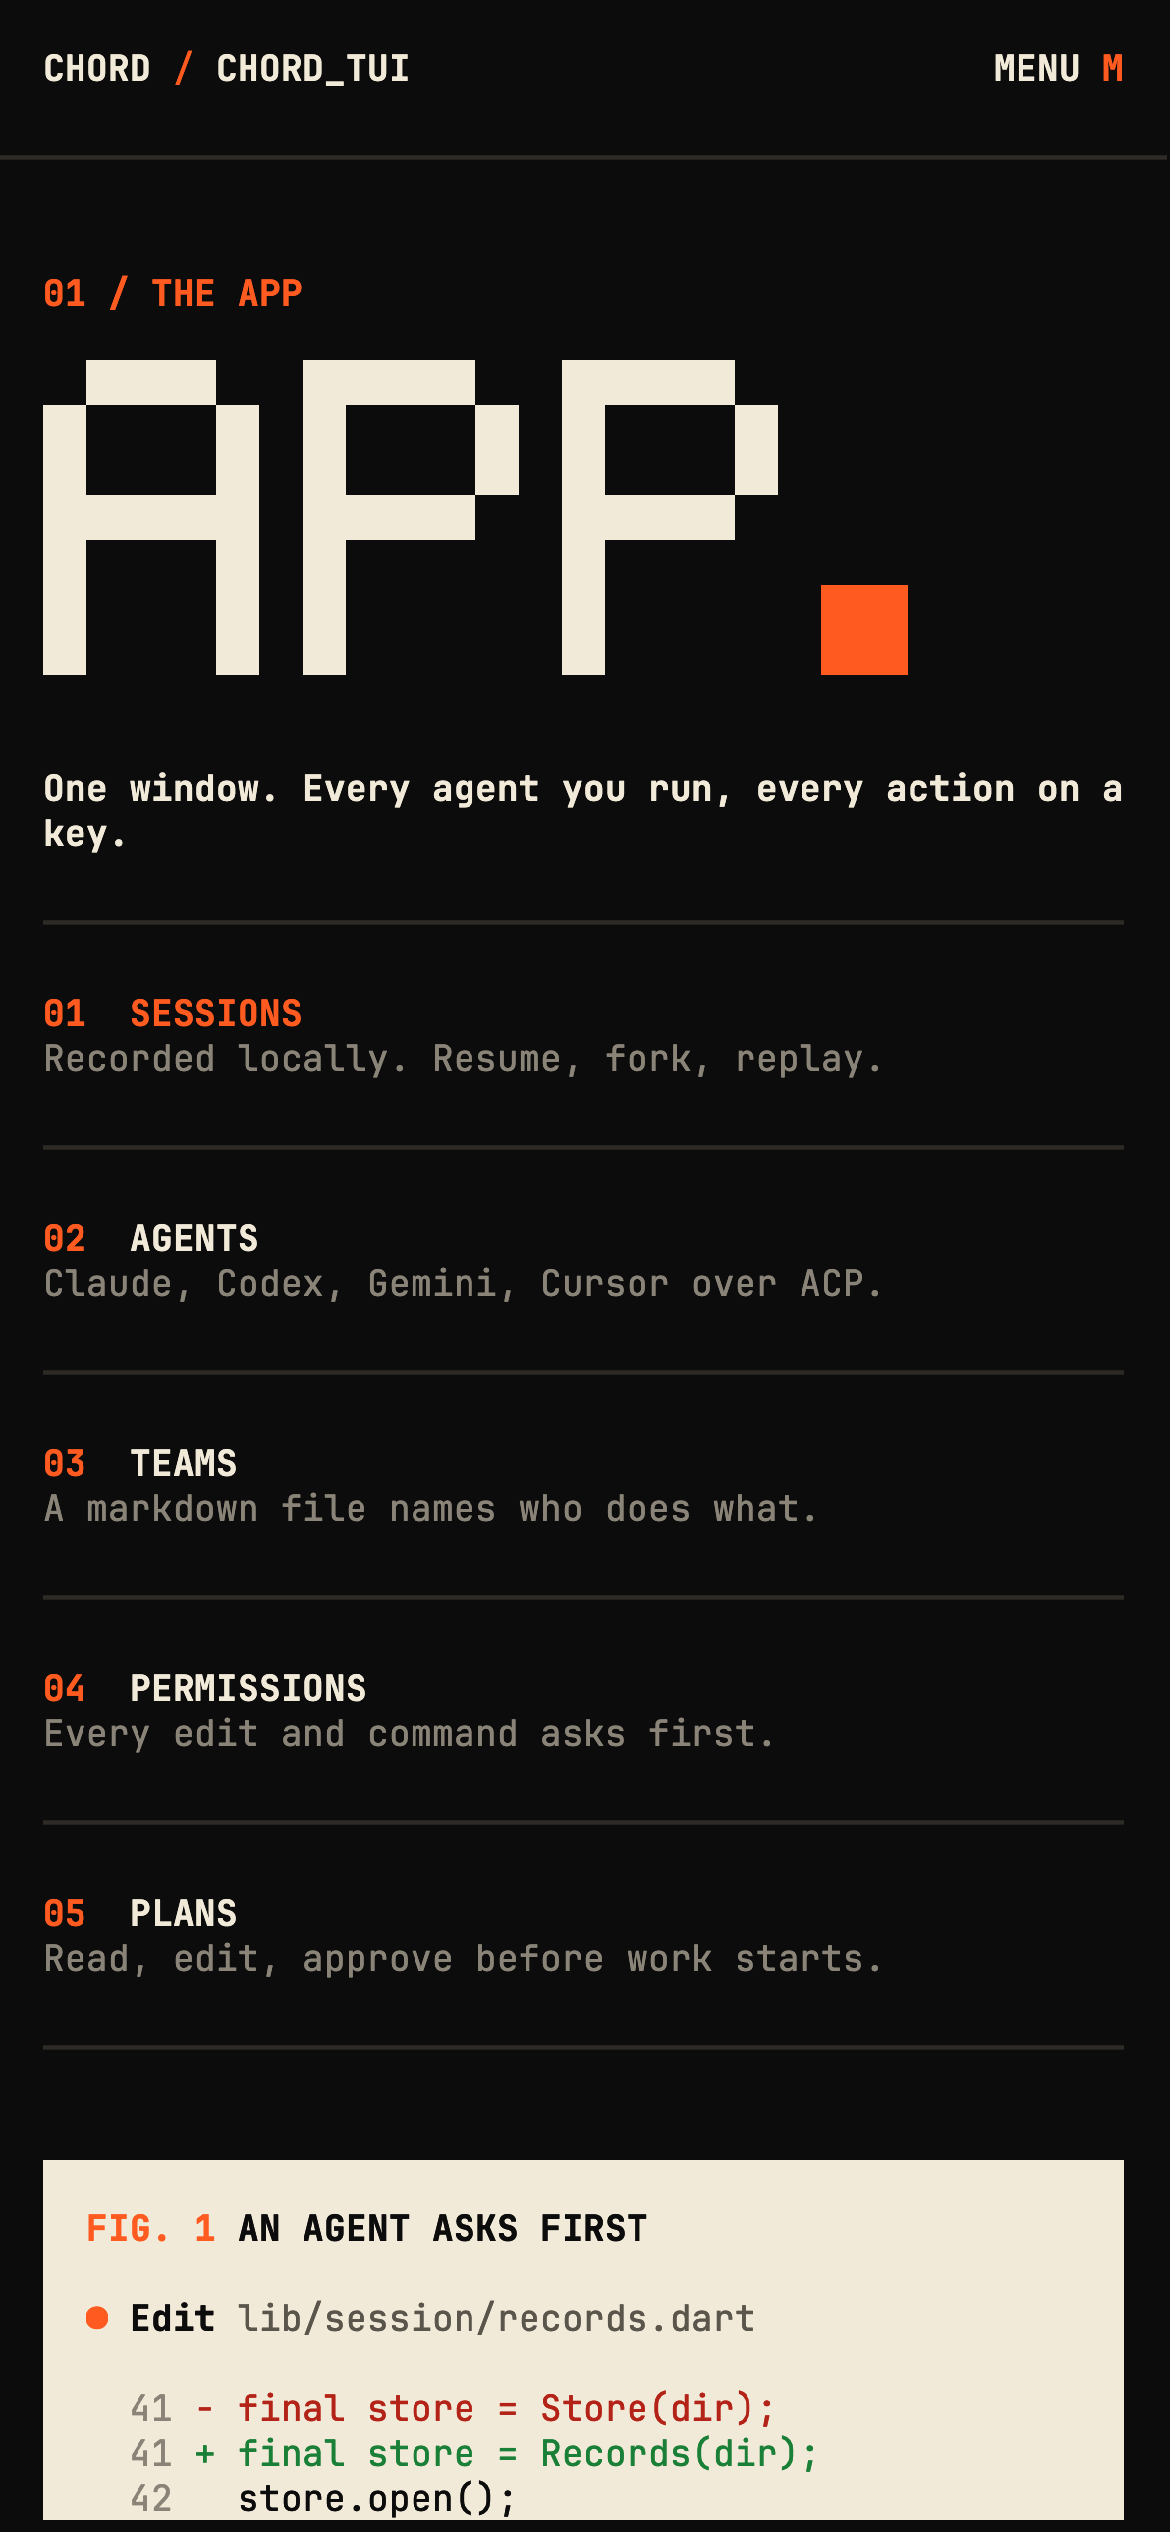 CHORD / CHORD_TUI
MENU M
01 / THE APP
APP.
One window. Every agent you run, every action on a
key.
01 SESSIONS
Recorded locally. Resume, fork, replay.
02 AGENTS
Claude, Codex, Gemini, Cursor over ACP.
03 TEAMS
A markdown file names who does what.
04 PERMISSIONS
Every edit and command asks first.
05 PLANS
Read, edit, approve before work starts.
FIG. 1 AN AGENT ASKS FIRST
● Edit lib/session/records.dart
41 - final store = Store(dir);
41 + final store = Records(dir);
42 store.open();